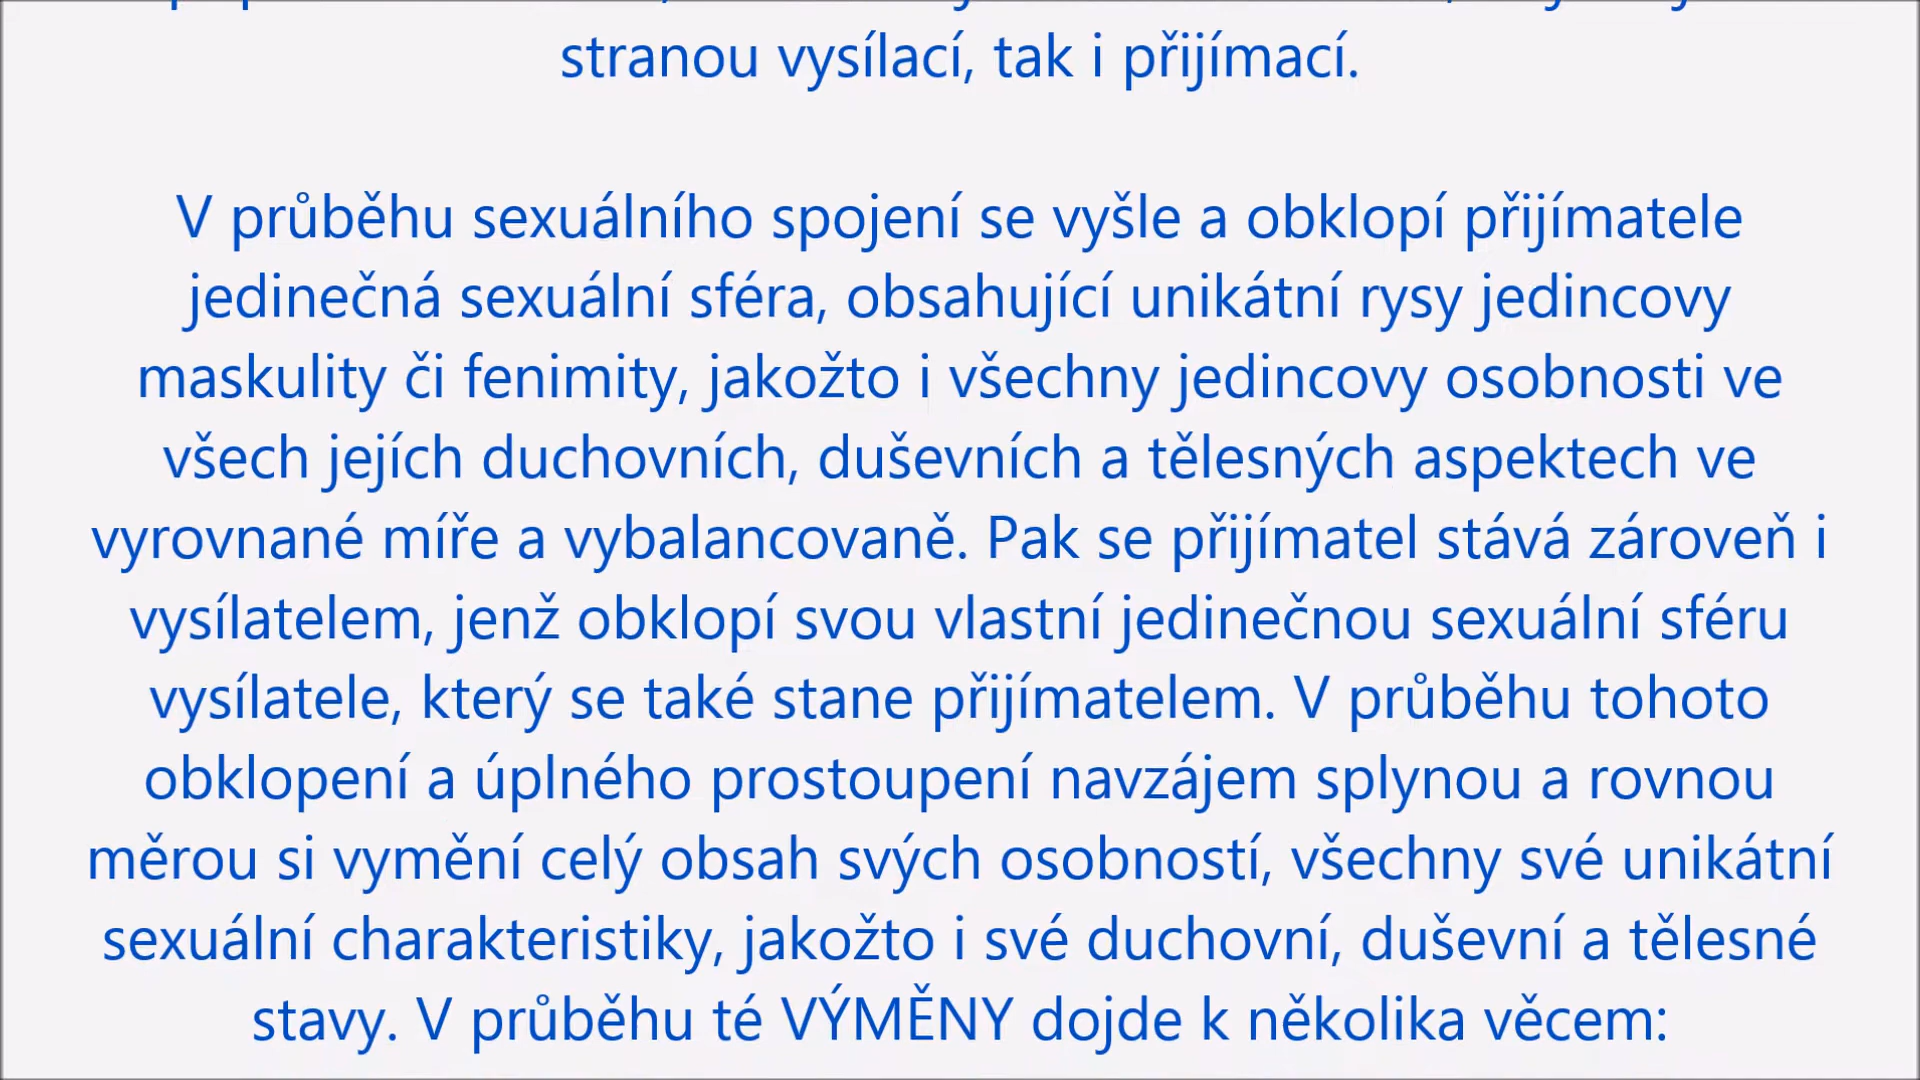 stranou vysílací, tak i přijímací.
V průběhu sexuálního spojení se vyšle a obklopí přijímatele
jedinečná sexuální sféra, obsahující unikátní rysy jedincovy
maskulity či fenimity, jakožto i všechny jedincovy osobnosti ve
všech jejích duchovních, duševních a tělesných aspektech ve
vyrovnané míře a vybalancovaně. Pak se přijímatel stává zároveň i
vysílatelem, jenž obklopí svou vlastní jedinečnou sexuální sféru
vysílatele, který se také stane přijímatelem. V průběhu tohoto
obklopení a úplného prostoupení navzájem splynou a rovnou
měrou si vymění celý obsah svých osobností, všechny své unikátní
sexuální charakteristiky, jakožto i své duchovní, duševní a tělesné
stavy. V průběhu té VÝMĚNY dojde k několika věcem: